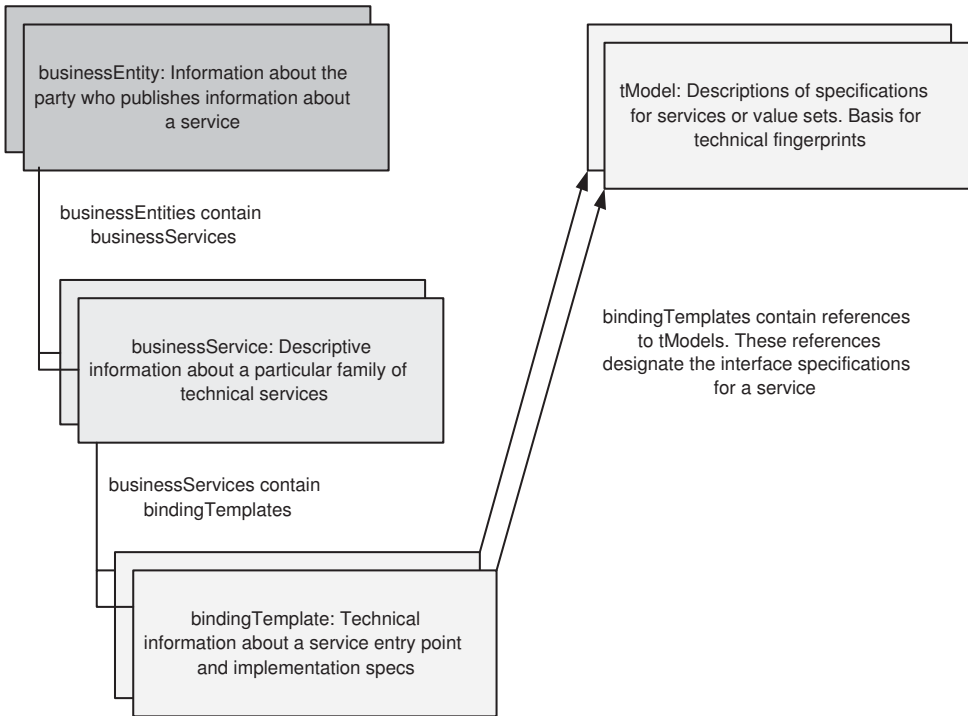 businessEntity: Information about the
party who publishes information about
a service
tModel: Descriptions of specifications
for services or value sets. Basis for
technical fingerprints
businessEntities contain
businessServices
businessService: Descriptive
information about a particular family of
technical services
bindingTemplates contain references
to tModels. These references
designate the interface specifications
for a service
businessServices contain
bindingTemplates
bindingTemplate: Technical
information about a service entry point
and implementation specs